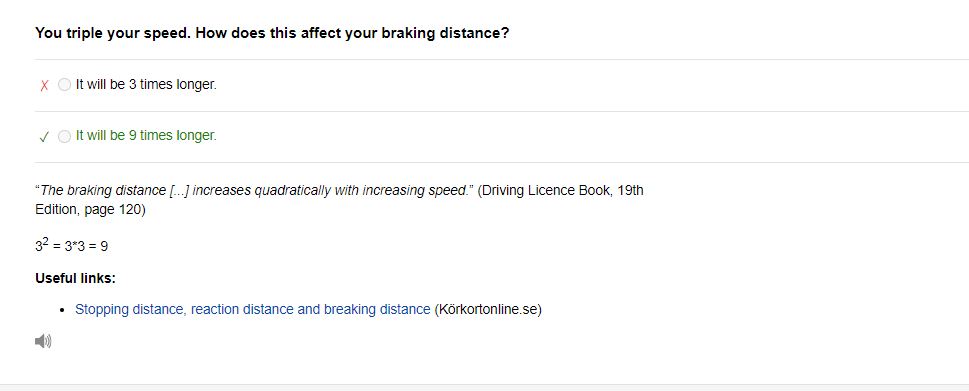 You triple your speed. How does this affect your braking distance?
It will be 3 times longer.
It will be 9 times longer.
“The braking distance [...] increases quadratically with increasing speed.” (Driving Licence Book, 19th
Edition, page 120)
3² = 3*3 = 9
Useful links:
• Stopping distance, reaction distance and breaking distance (Körkortonline.se)